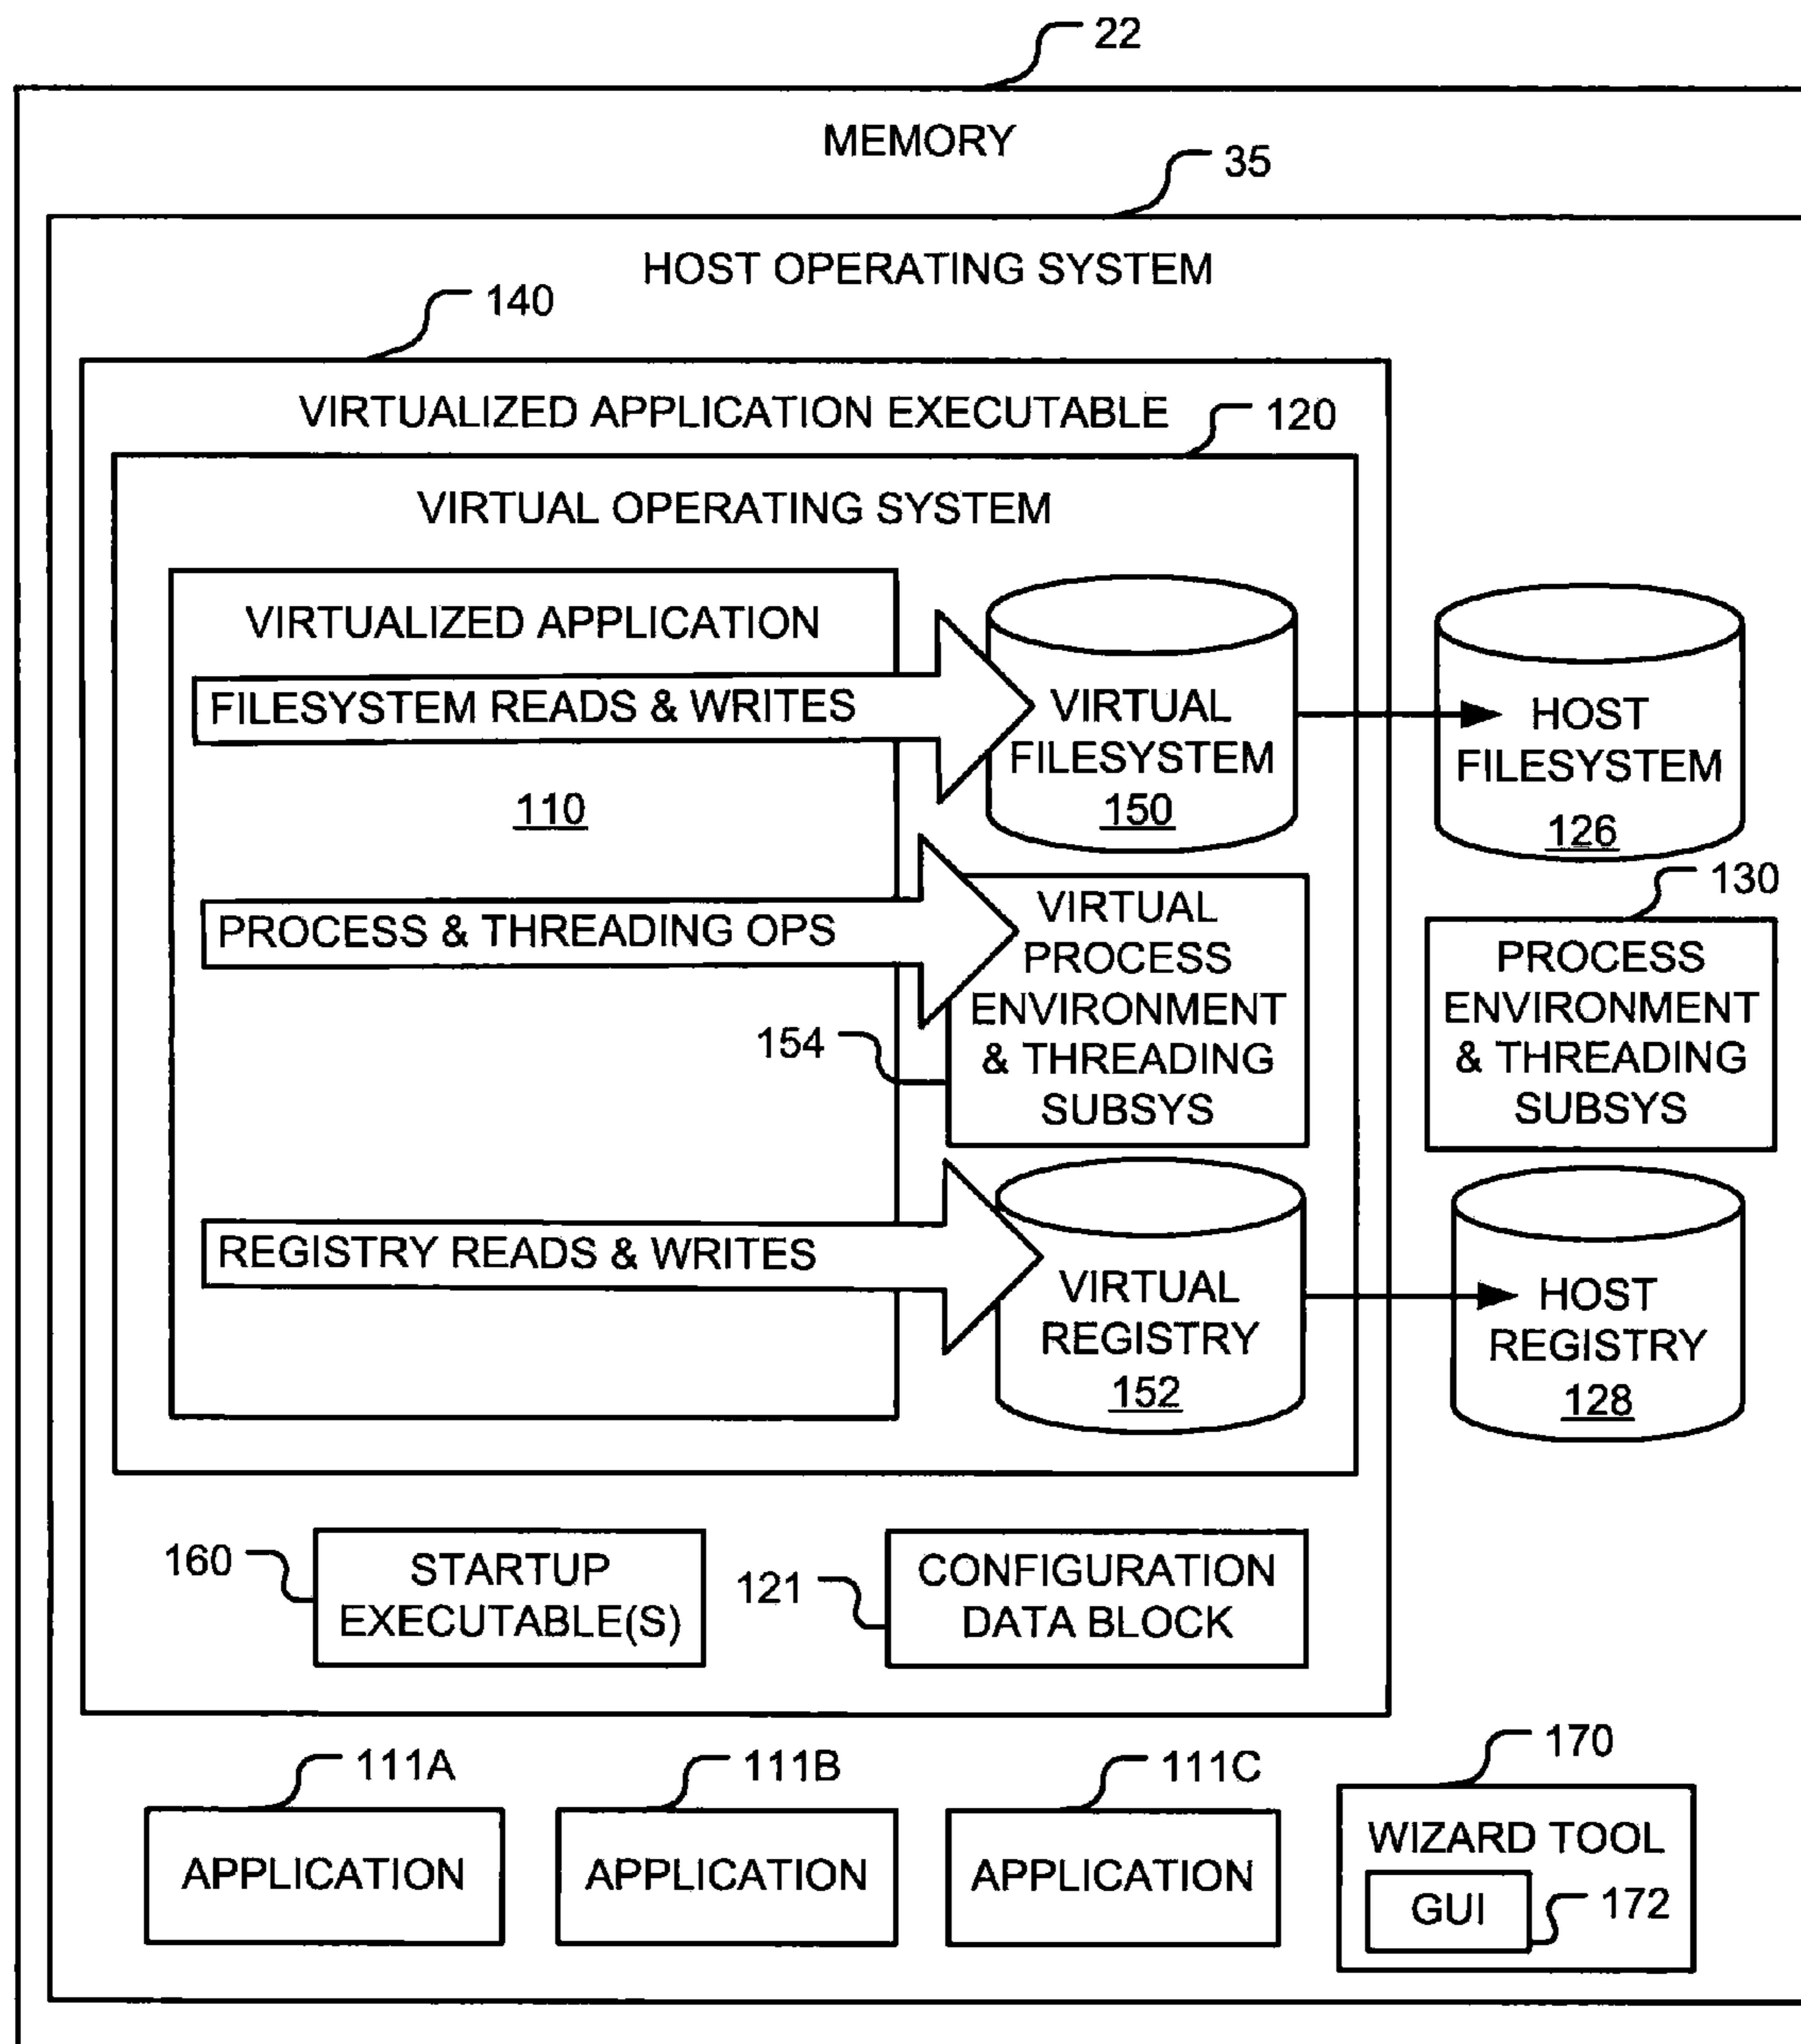 22
MEMORY
35
HOST OPERATING SYSTEM
140
VIRTUALIZED APPLICATION EXECUTABLE
120
VIRTUAL OPERATING SYSTEM
VIRTUALIZED APPLICATION
FILESYSTEM READS & WRITES
110
VIRTUAL
FILESYSTEM
150
HOST
FILESYSTEM
126
PROCESS & THREADING OPS
VIRTUAL
PROCESS
ENVIRONMENT
& THREADING
SUBSYS
154
130
PROCESS
ENVIRONMENT
& THREADING
SUBSYS
REGISTRY READS & WRITES
VIRTUAL
REGISTRY
152
HOST
REGISTRY
128
160
STARTUP
EXECUTABLE(S)
121
CONFIGURATION
DATA BLOCK
111A
APPLICATION
111B
APPLICATION
111C
APPLICATION
170
WIZARD TOOL
GUI
172